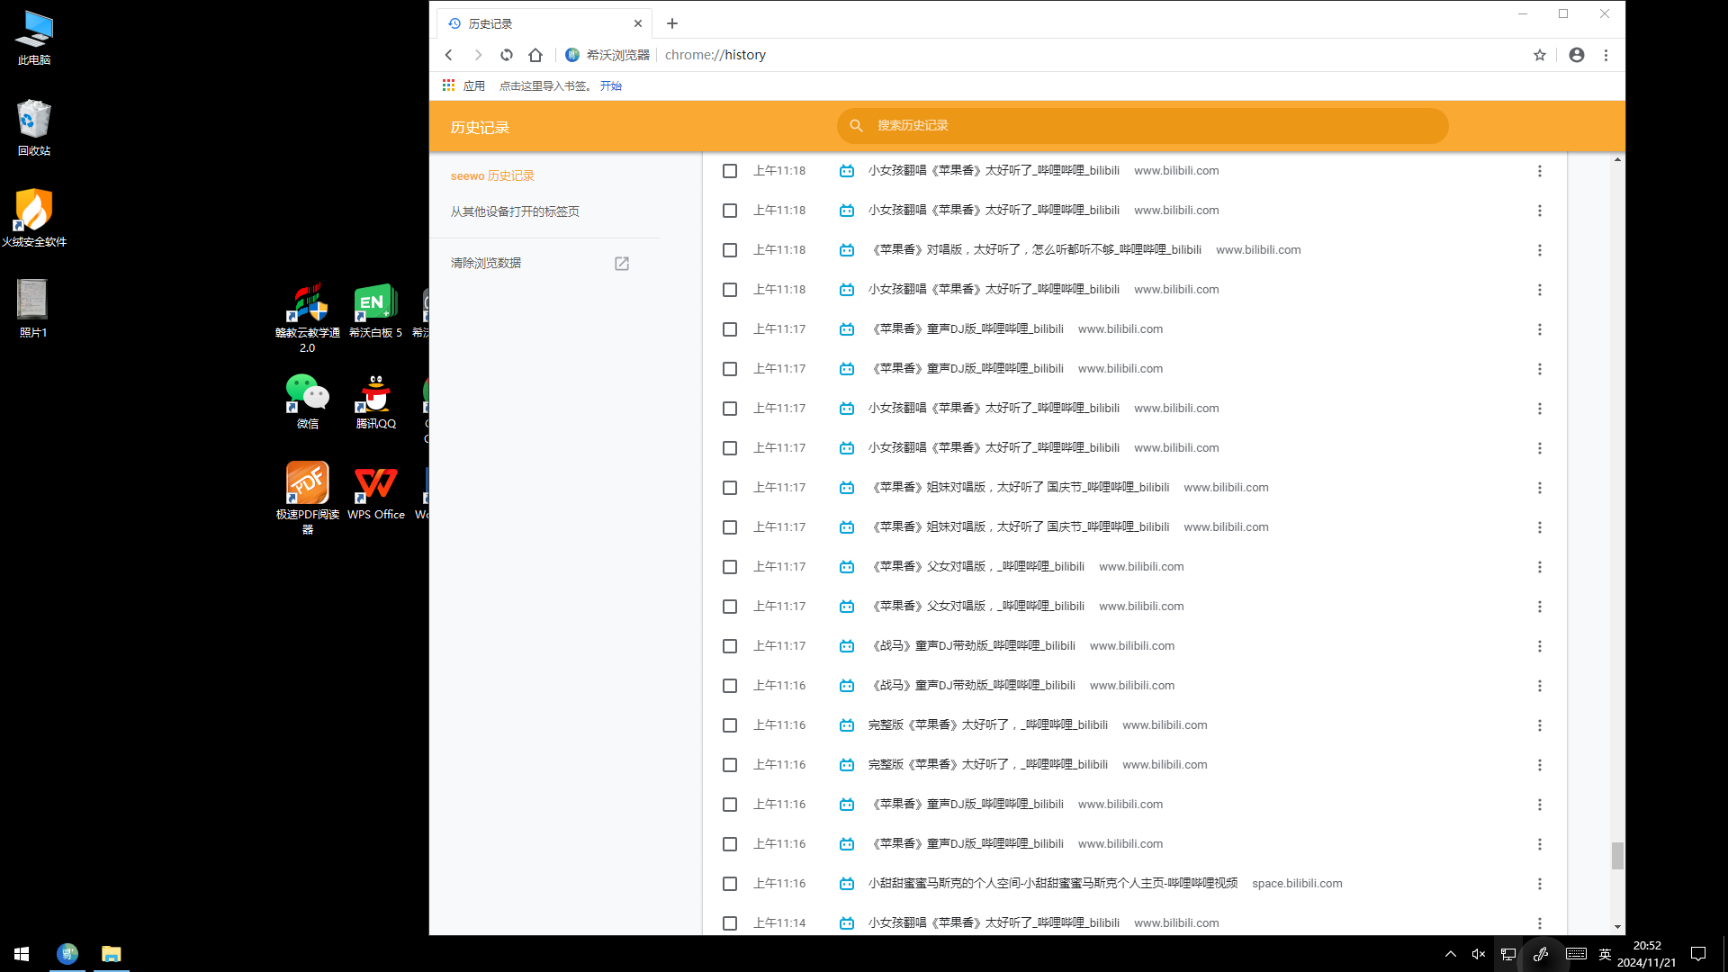 此电脑
回收站
火绒安全软件
照片1
赣教云教学通
2.0
希沃白板 5
希沃
微信
腾讯QQ
极速PDF阅读
器
WPS Office
历史记录
希沃浏览器
chrome://history
应用
点击这里导入书签。
开始
历史记录
搜索历史记录
seewo 历史记录
从其他设备打开的标签页
清除浏览数据
上午11:18 小女孩翻唱《苹果香》太好听了_哔哩哔哩_bilibili www.bilibili.com
上午11:18 小女孩翻唱《苹果香》太好听了_哔哩哔哩_bilibili www.bilibili.com
上午11:18 《苹果香》对唱版，太好听了，怎么听都听不够_哔哩哔哩_bilibili www.bilibili.com
上午11:18 小女孩翻唱《苹果香》太好听了_哔哩哔哩_bilibili www.bilibili.com
上午11:17 《苹果香》童声DJ版_哔哩哔哩_bilibili www.bilibili.com
上午11:17 《苹果香》童声DJ版_哔哩哔哩_bilibili www.bilibili.com
上午11:17 小女孩翻唱《苹果香》太好听了_哔哩哔哩_bilibili www.bilibili.com
上午11:17 小女孩翻唱《苹果香》太好听了_哔哩哔哩_bilibili www.bilibili.com
上午11:17 《苹果香》姐妹对唱版，太好听了 国庆节_哔哩哔哩_bilibili www.bilibili.com
上午11:17 《苹果香》姐妹对唱版，太好听了 国庆节_哔哩哔哩_bilibili www.bilibili.com
上午11:17 《苹果香》父女对唱版，_哔哩哔哩_bilibili www.bilibili.com
上午11:17 《苹果香》父女对唱版，_哔哩哔哩_bilibili www.bilibili.com
上午11:17 《战马》童声DJ带劲版_哔哩哔哩_bilibili www.bilibili.com
上午11:16 《战马》童声DJ带劲版_哔哩哔哩_bilibili www.bilibili.com
上午11:16 完整版《苹果香》太好听了，_哔哩哔哩_bilibili www.bilibili.com
上午11:16 完整版《苹果香》太好听了，_哔哩哔哩_bilibili www.bilibili.com
上午11:16 《苹果香》童声DJ版_哔哩哔哩_bilibili www.bilibili.com
上午11:16 《苹果香》童声DJ版_哔哩哔哩_bilibili www.bilibili.com
上午11:16 小甜甜蜜蜜马斯克的个人空间-小甜甜蜜蜜马斯克个人主页-哔哩哔哩视频 space.bilibili.com
上午11:14 小女孩翻唱《苹果香》太好听了_哔哩哔哩_bilibili www.bilibili.com
英
20:52
2024/11/21